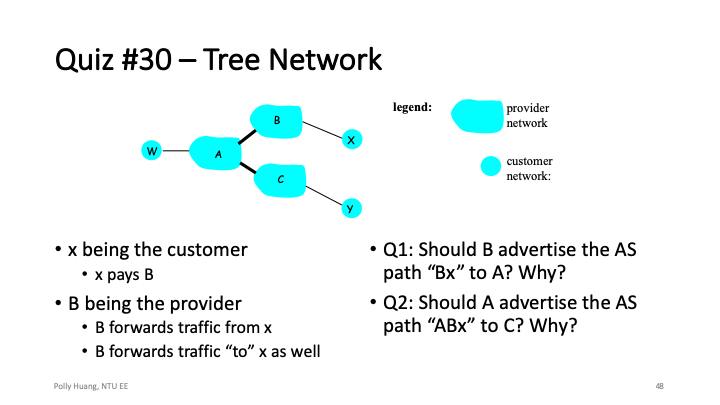 Quiz #30 – Tree Network
legend:
provider
network
customer
network:
B
X
W
A
C
y
• x being the customer
• x pays B
• B being the provider
• B forwards traffic from x
• B forwards traffic “to” x as well
• Q1: Should B advertise the AS
path “Bx” to A? Why?
• Q2: Should A advertise the AS
path “ABx” to C? Why?
Polly Huang, NTU EE
48